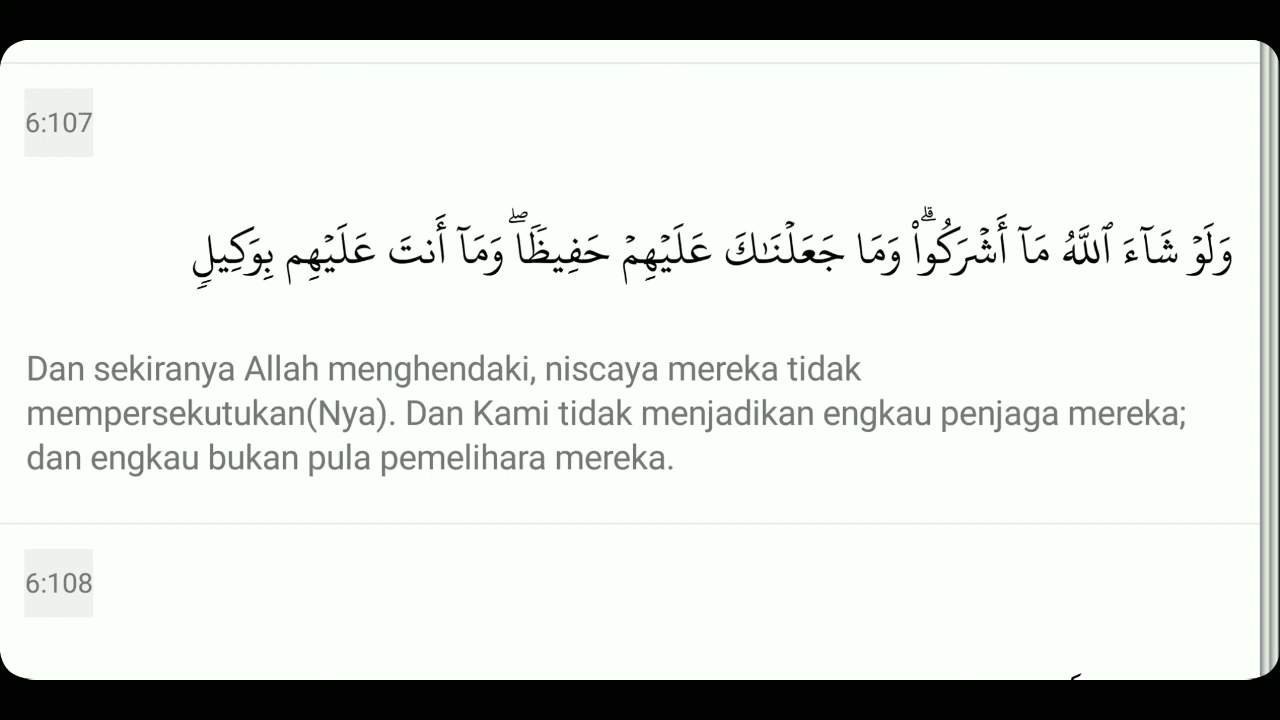 6:107
وَلَوۡ شَآءَ ٱللَّهُ مَآ أَشۡرَكُواْۗ وَمَا جَعَلۡنَٰكَ عَلَيۡهِمۡ حَفِيظٗاۖ وَمَآ أَنتَ عَلَيۡهِم بِوَكِيلٖ
Dan sekiranya Allah menghendaki, niscaya mereka tidak
mempersekutukan(Nya). Dan Kami tidak menjadikan engkau penjaga mereka;
dan engkau bukan pula pemelihara mereka.
6:108